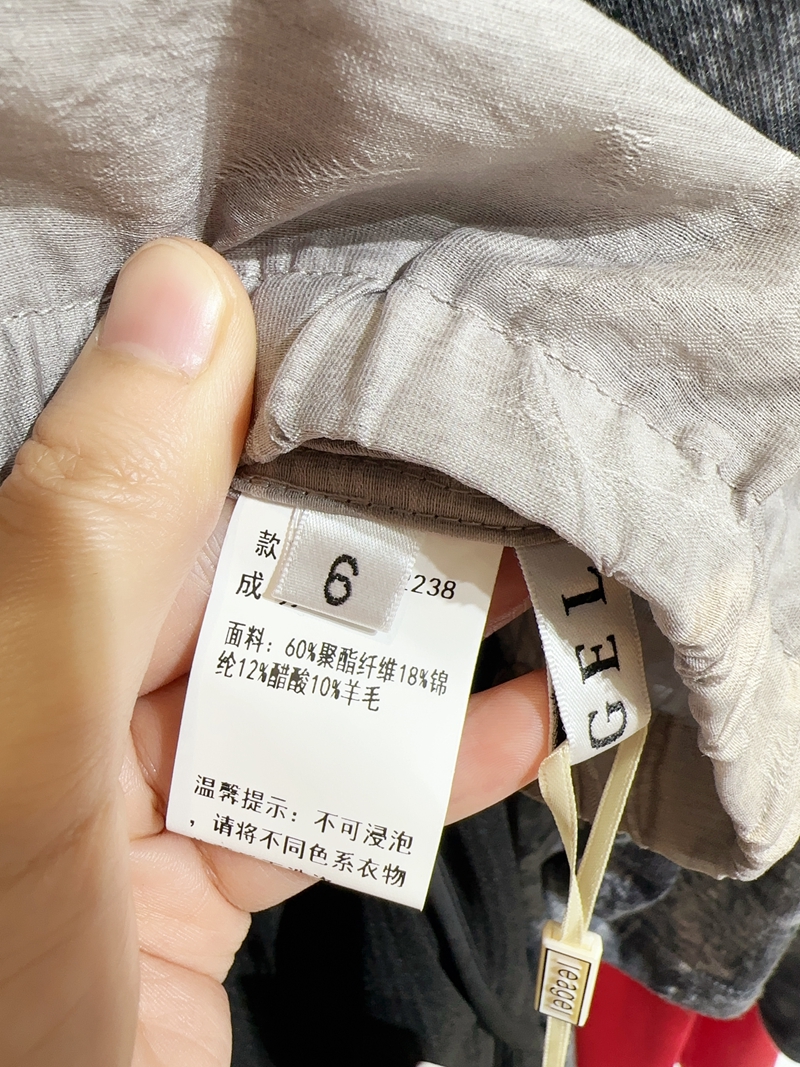 款
6
238
成
面料：60%聚酯纤维18%锦
纶12%醋酸10%羊毛
温馨提示：不可浸泡
，请将不同色系衣物
GEL
leagel